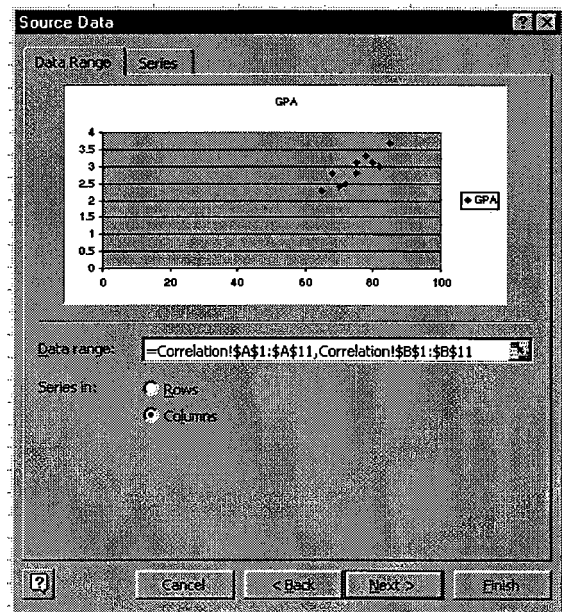 Source Data
Data Range Series
GPA
4
3.5
3
2.5
2
1.5
1
0.5
0
0 20 40 60 80 100
GPA
Data range: =Correlation!$A$1:$A$11,Correlation!$B$1:$B$11
Series in: Rows
Columns
Cancel < Back Next > Finish